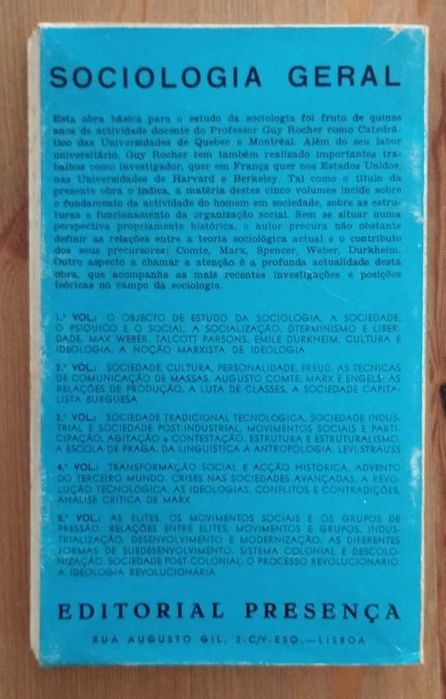 SOCIOLOGIA GERAL
Esta obra básica para o estudo da sociologia foi fruto de quinze
anos de actividade docente do Professor Guy Rocher como Catedrá-
tico das Universidades de Quebec e Montréal. Além do seu labor
universitário, Guy Rocher tem também realizado importantes tra-
balhos como investigador, quer em França quer nos Estados Unidos,
nas Universidades de Harvard e Berkeley. Tal como o título da
presente obra o indica, a matéria destes cinco volumes incide sobre
o fundamento da actividade do homem em sociedade, sobre as estru-
turas e funcionamento da organização social. Sem se situar numa
perspectiva propriamente histórica, o autor procura não obstante
definir as relações entre a teoria sociológica actual e o contributo
dos seus precursores: Comte, Marx, Spencer, Weber, Durkheim.
Outro aspecto a chamar a atenção é a profunda actualidade desta
obra, que acompanha as mais recentes investigações e posições
teóricas no campo da sociologia.
1.º VOL.: O OBJECTO DE ESTUDO DA SOCIOLOGIA, A SOCIEDADE,
O PSÍQUICO E O SOCIAL, A SOCIALIZAÇÃO, DTERMINISMO E LIBER-
DADE, MAX WEBER, TALCOTT PARSONS, EMILE DURKHEIM, CULTURA E
IDEOLOGIA, A NOÇÃO MARXISTA DE IDEOLOGIA
2.º VOL.: SOCIEDADE, CULTURA, PERSONALIDADE, FREUD, AS TÉCNICAS
DE COMUNICAÇÃO DE MASSAS, AUGUSTO COMTE, MARX E ENGELS: AS
RELAÇÕES DE PRODUÇÃO, A LUTA DE CLASSES, A SOCIEDADE CAPITA-
LISTA BURGUESA
3.º VOL.: SOCIEDADE TRADICIONAL, TECNOLÓGICA, SOCIEDADE INDUS-
TRIAL E SOCIEDADE POST-INDUSTRIAL, MOVIMENTOS SOCIAIS E PARTI-
CIPAÇÃO, AGITAÇÃO e CONTESTAÇÃO, ESTRUTURA E ESTRUTURALISMO,
A ESCOLA DE PRAGA, DA LINGUÍSTICA À ANTROPOLOGIA, LEVI-STRAUSS
4.º VOL.: TRANSFORMAÇÃO SOCIAL E ACÇÃO HISTÓRICA, ADVENTO
DO TERCEIRO MUNDO, CRISES NAS SOCIEDADES AVANÇADAS, A REVO-
LUÇÃO TECNOLÓGICA, AS IDEOLOGIAS, CONFLITOS E CONTRADIÇÕES,
ANÁLISE CRÍTICA DE MARX
5.º VOL.: AS ELITES, OS MOVIMENTOS SOCIAIS E OS GRUPOS DE
PRESSÃO, RELAÇÕES ENTRE ELITES, MOVIMENTOS E GRUPOS, INDUS-
TRIALIZAÇÃO, DESENVOLVIMENTO E MODERNIZAÇÃO, AS DIFERENTES
FORMAS DE SUBDESENVOLVIMENTO, SISTEMA COLONIAL E DESCOLO-
NIZAÇÃO, SOCIEDADE POST-COLONIAL, O PROCESSO REVOLUCIONÁRIO,
A IDEOLOGIA REVOLUCIONÁRIA
EDITORIAL PRESENÇA
RUA AUGUSTO GIL, 2-C/V-ESQ.—LISBOA